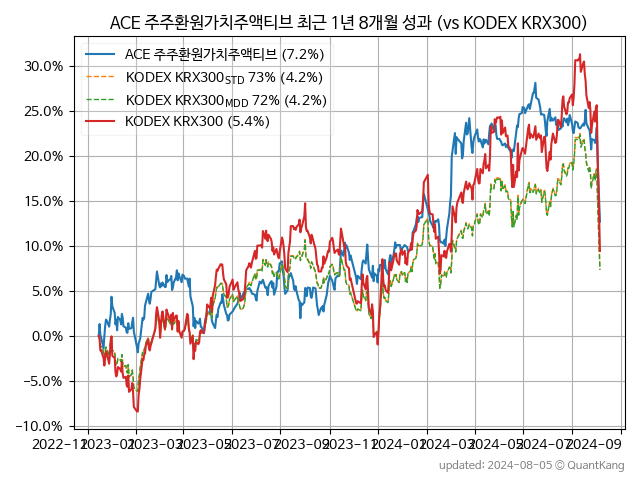 ACE 주주환원가치주액티브 최근 1년 8개월 성과 (vs KODEX KRX300)
ACE 주주환원가치주액티브 (7.2%)
KODEX KRX300STD 73% (4.2%)
KODEX KRX300MDD 72% (4.2%)
KODEX KRX300 (5.4%)
30.0%
25.0%
20.0%
15.0%
10.0%
5.0%
0.0%
−5.0%
−10.0%
2022−11 2023−01 2023−03 2023−05 2023−07 2023−09 2023−11 2024−01 2024−03 2024−05 2024−07 2024−09
updated: 2024-08-05 © QuantKang